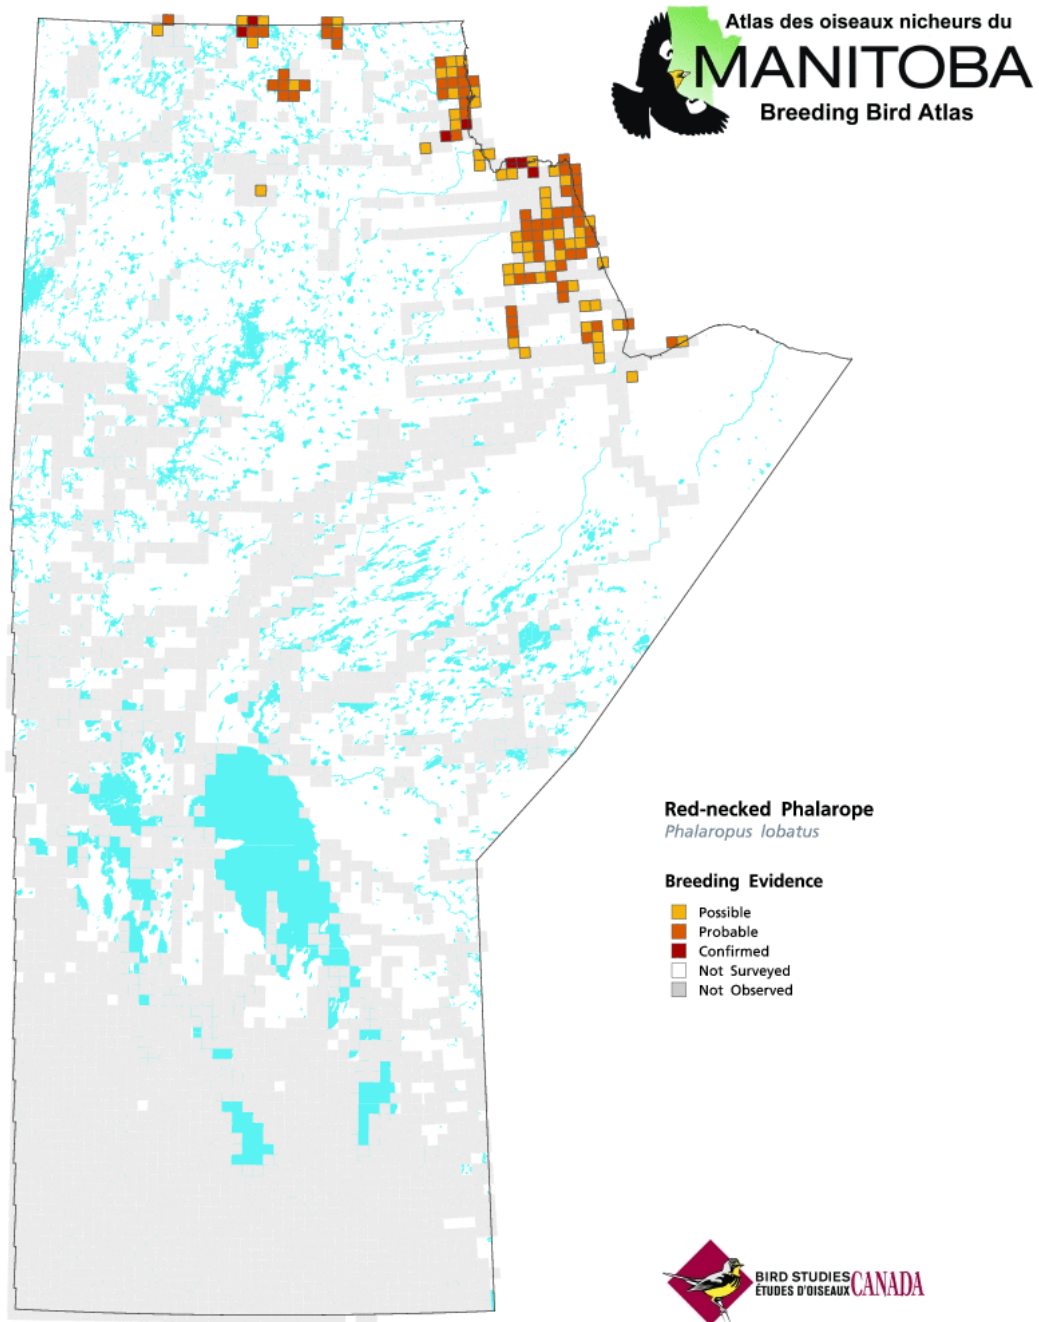 Atlas des oiseaux nicheurs du
MANITOBA
Breeding Bird Atlas
Red-necked Phalarope
Phalaropus lobatus
Breeding Evidence
Possible
Probable
Confirmed
Not Surveyed
Not Observed
BIRD STUDIES
ÉTUDES D'OISEAUX CANADA